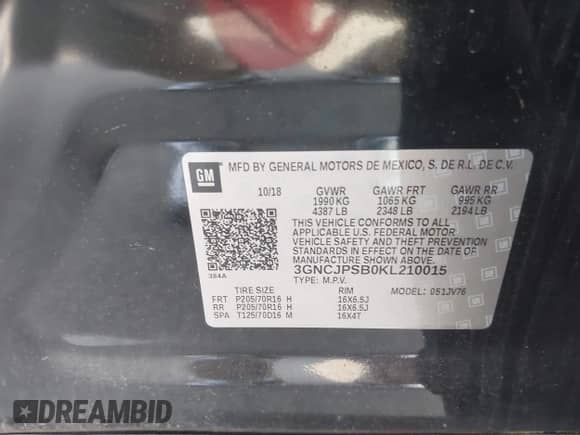 GM
MFD BY GENERAL MOTORS DE MEXICO, S. DE R.L. DE C.V.
10/18 GVWR GAWR FRT GAWR RR
1990 KG 1065 KG 995 KG
4387 LB 2348 LB 2194 LB
THIS VEHICLE CONFORMS TO ALL
APPLICABLE U.S. FEDERAL MOTOR
VEHICLE SAFETY AND THEFT PREVENTION
STANDARDS IN EFFECT ON THE DATE OF
MANUFACTURE SHOWN ABOVE.
384A 3GNCJPSB0KL210015
TYPE: M.P.V. MODEL: 051JV76
TIRE SIZE RIM
FRT P205/70R16 H 16X6.5J
RR P205/70R16 H 16X6.5J
SPA T125/70D16 M 16X4T
DREAMBID